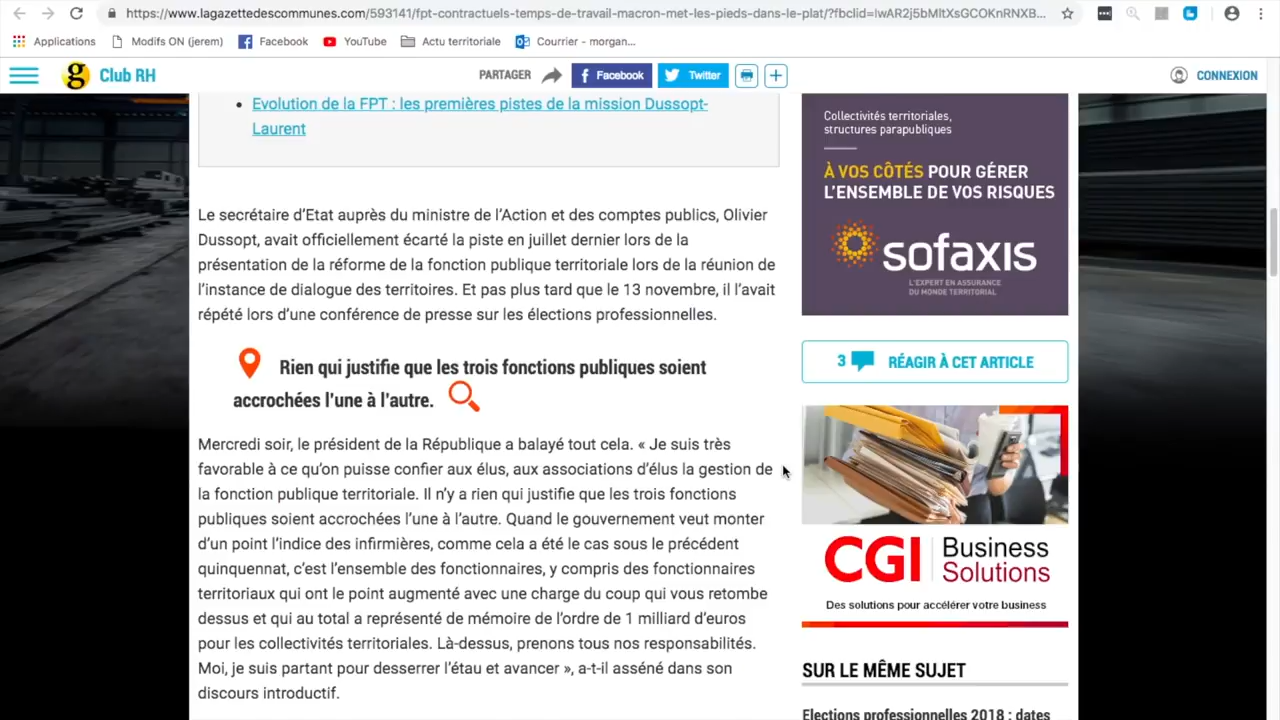 https://www.lagazettedescommunes.com/593141/fpt-contractuels-temps-de-travail-macron-met-les-pieds-dans-le-plat/?fbclid=IwAR2j5bMltXsGCOKnRNXB...
Applications
Modifs ON (jerem)
Facebook
YouTube
Actu territoriale
Courrier - morgan...
g Club RH
PARTAGER
Facebook
Twitter
CONNEXION
Evolution de la FPT : les premières pistes de la mission Dussopt-
Laurent
Le secrétaire d'Etat auprès du ministre de l'Action et des comptes publics, Olivier
Dussopt, avait officiellement écarté la piste en juillet dernier lors de la
présentation de la réforme de la fonction publique territoriale lors de la réunion de
l'instance de dialogue des territoires. Et pas plus tard que le 13 novembre, il l'avait
répété lors d'une conférence de presse sur les élections professionnelles.
Rien qui justifie que les trois fonctions publiques soient
accrochées l'une à l'autre.
Mercredi soir, le président de la République a balayé tout cela. « Je suis très
favorable à ce qu'on puisse confier aux élus, aux associations d'élus la gestion de
la fonction publique territoriale. Il n'y a rien qui justifie que les trois fonctions
publiques soient accrochées l'une à l'autre. Quand le gouvernement veut monter
d'un point l'indice des infirmières, comme cela a été le cas sous le précédent
quinquennat, c'est l'ensemble des fonctionnaires, y compris des fonctionnaires
territoriaux qui ont le point augmenté avec une charge du coup qui vous retombe
dessus et qui au total a représenté de mémoire de l'ordre de 1 milliard d'euros
pour les collectivités territoriales. Là-dessus, prenons tous nos responsabilités.
Moi, je suis partant pour desserrer l'étau et avancer », a-t-il asséné dans son
discours introductif.
Collectivités territoriales,
structures parapubliques
À VOS CÔTÉS POUR GÉRER
L'ENSEMBLE DE VOS RISQUES
sofaxis
L'EXPERT EN ASSURANCE
DU MONDE TERRITORIAL
3 RÉAGIR À CET ARTICLE
CGI Business
Solutions
Des solutions pour accélérer votre business
SUR LE MÊME SUJET
Elections professionnelles 2018 : dates